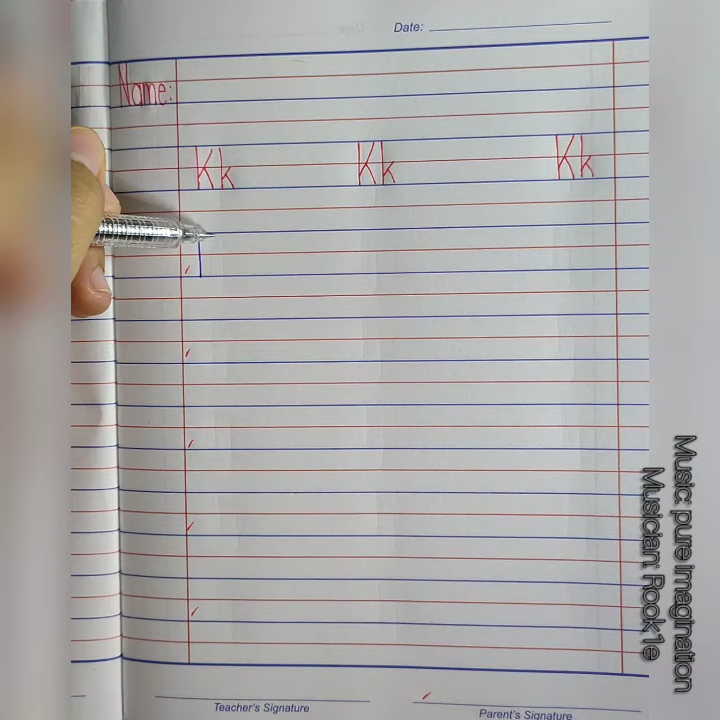 Date:
Name:
Kk Kk Kk
Teacher's Signature
Parent's Signature
Music: pure imagination
Musician: Rook1e